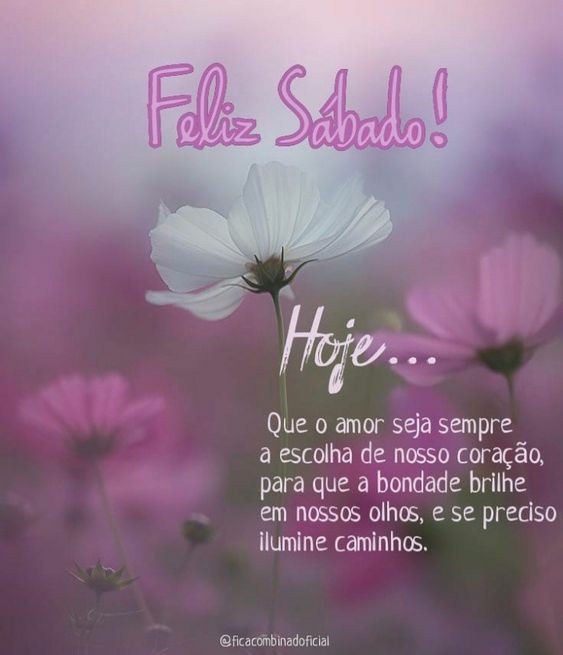 Feliz Sábado!
Hoje...
Que o amor seja sempre
a escolha de nosso coração,
para que a bondade brilhe
em nossos olhos, e se preciso
ilumine caminhos.
@ficacombinadoficial